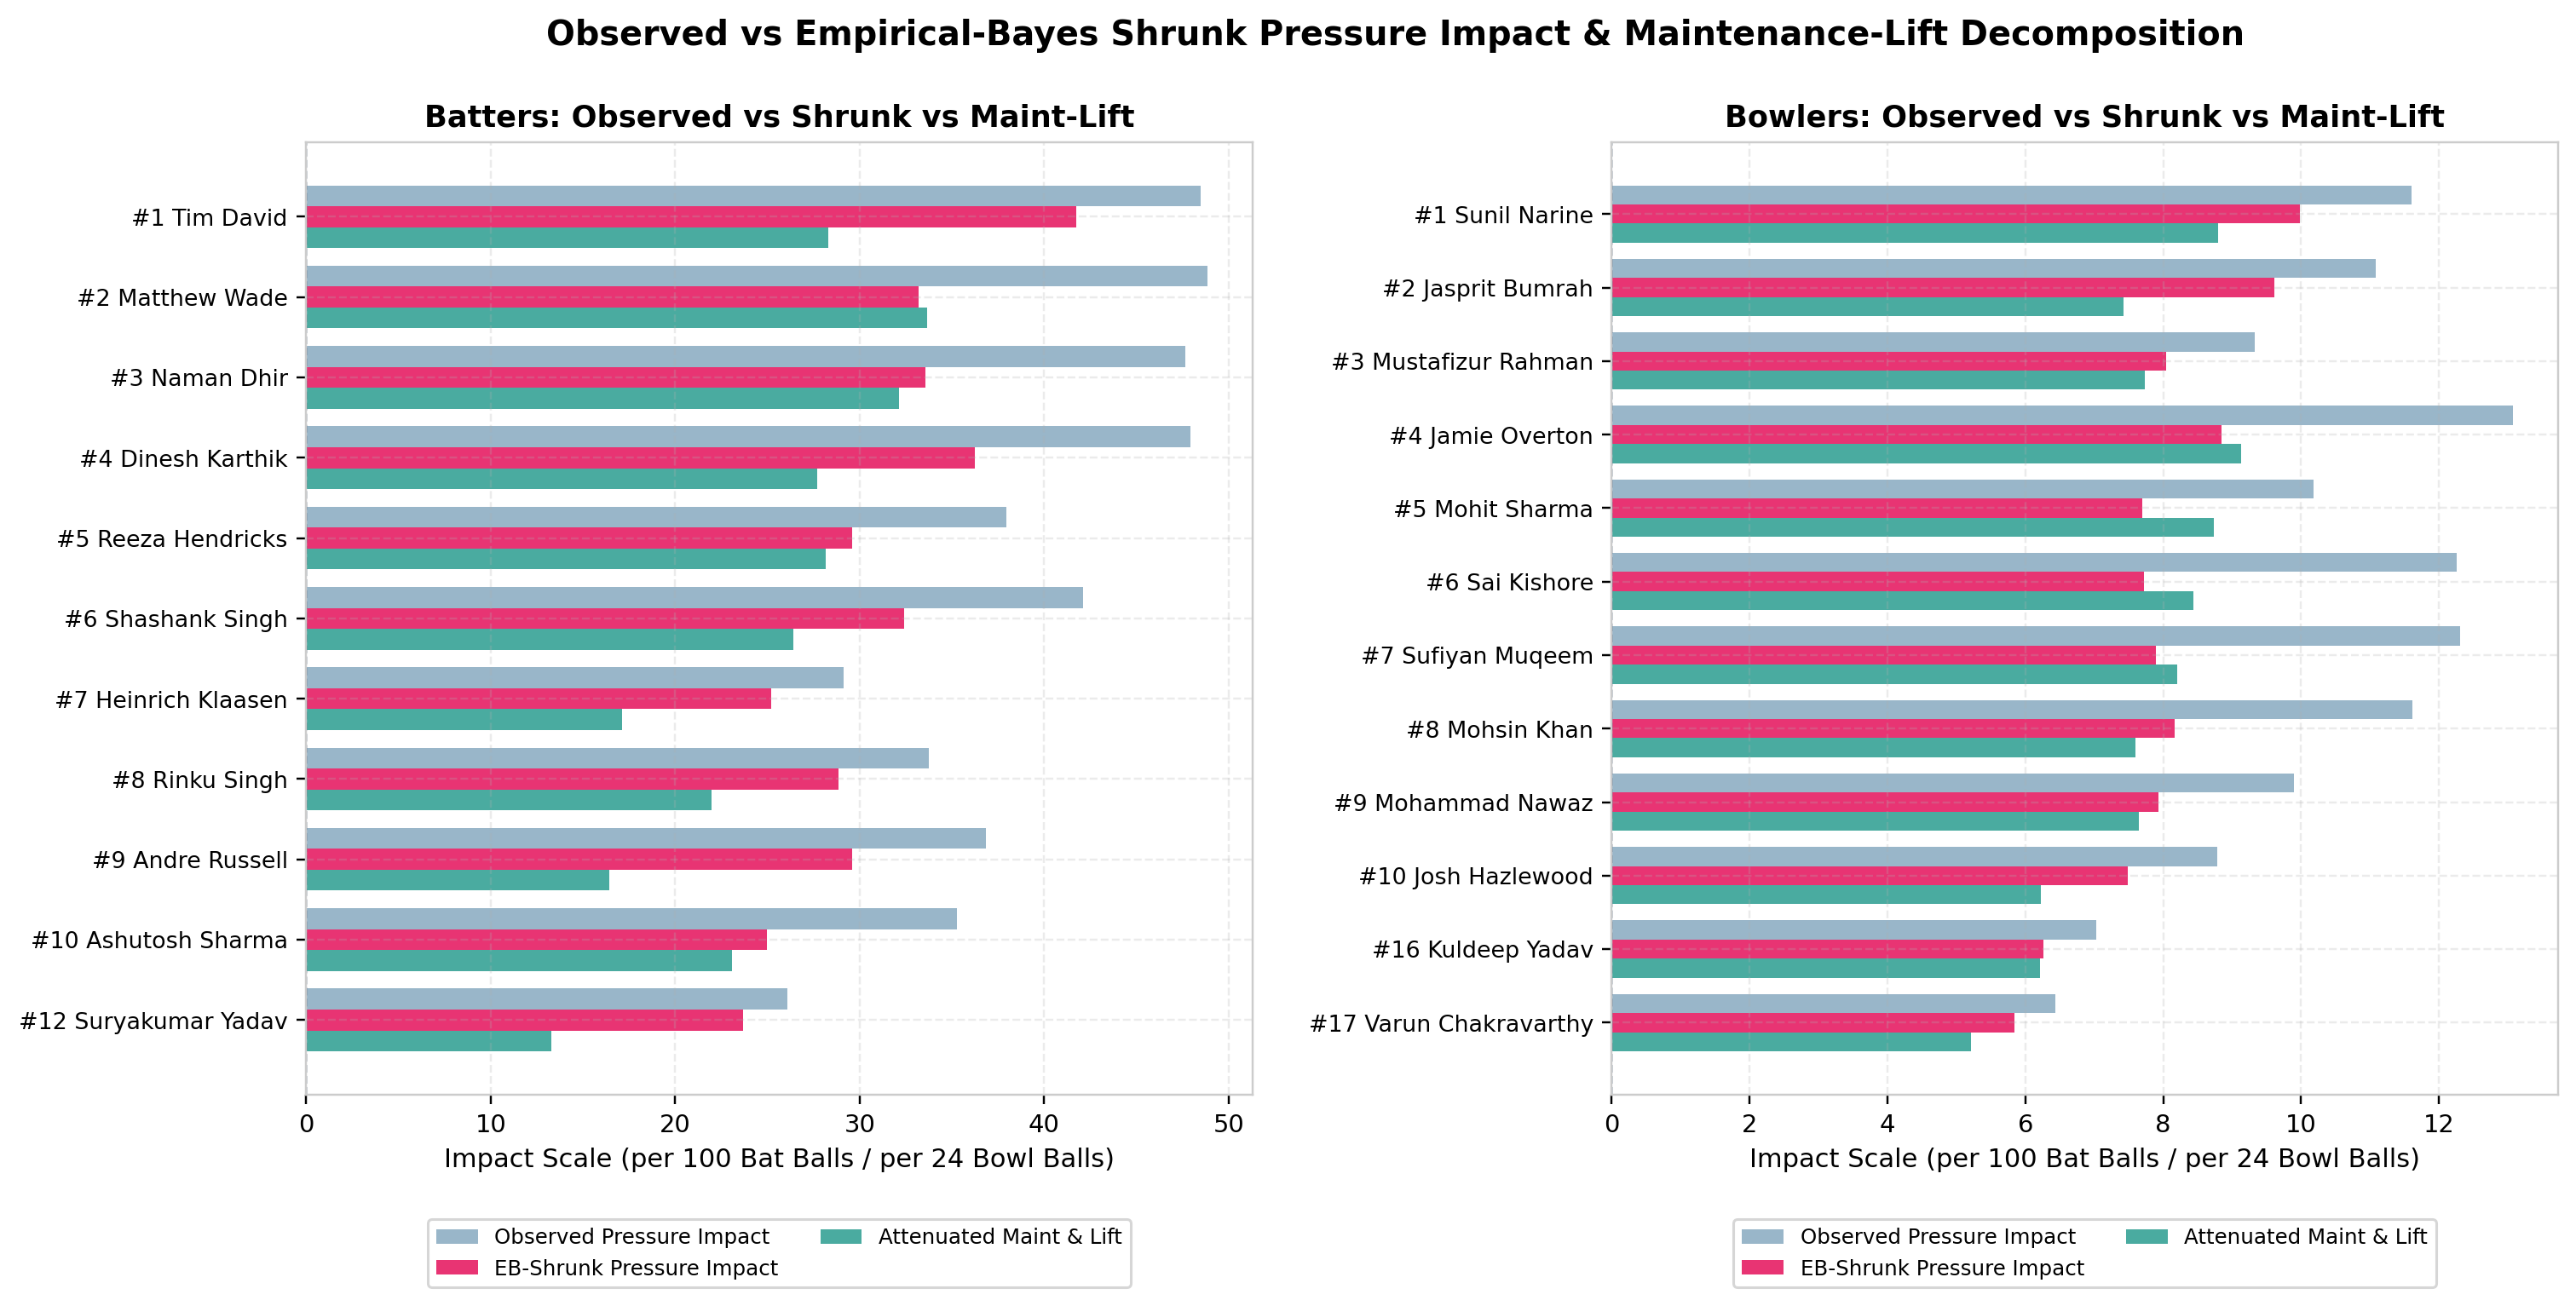 Observed vs Empirical-Bayes Shrunk Pressure Impact & Maintenance-Lift Decomposition
Batters: Observed vs Shrunk vs Maint-Lift
#1 Tim David
#2 Matthew Wade
#3 Naman Dhir
#4 Dinesh Karthik
#5 Reeza Hendricks
#6 Shashank Singh
#7 Heinrich Klaasen
#8 Rinku Singh
#9 Andre Russell
#10 Ashutosh Sharma
#12 Suryakumar Yadav
0 10 20 30 40 50
Impact Scale (per 100 Bat Balls / per 24 Bowl Balls)
Observed Pressure Impact
EB-Shrunk Pressure Impact
Attenuated Maint & Lift
Bowlers: Observed vs Shrunk vs Maint-Lift
#1 Sunil Narine
#2 Jasprit Bumrah
#3 Mustafizur Rahman
#4 Jamie Overton
#5 Mohit Sharma
#6 Sai Kishore
#7 Sufiyan Muqeem
#8 Mohsin Khan
#9 Mohammad Nawaz
#10 Josh Hazlewood
#16 Kuldeep Yadav
#17 Varun Chakravarthy
0 2 4 6 8 10 12
Impact Scale (per 100 Bat Balls / per 24 Bowl Balls)
Observed Pressure Impact
EB-Shrunk Pressure Impact
Attenuated Maint & Lift